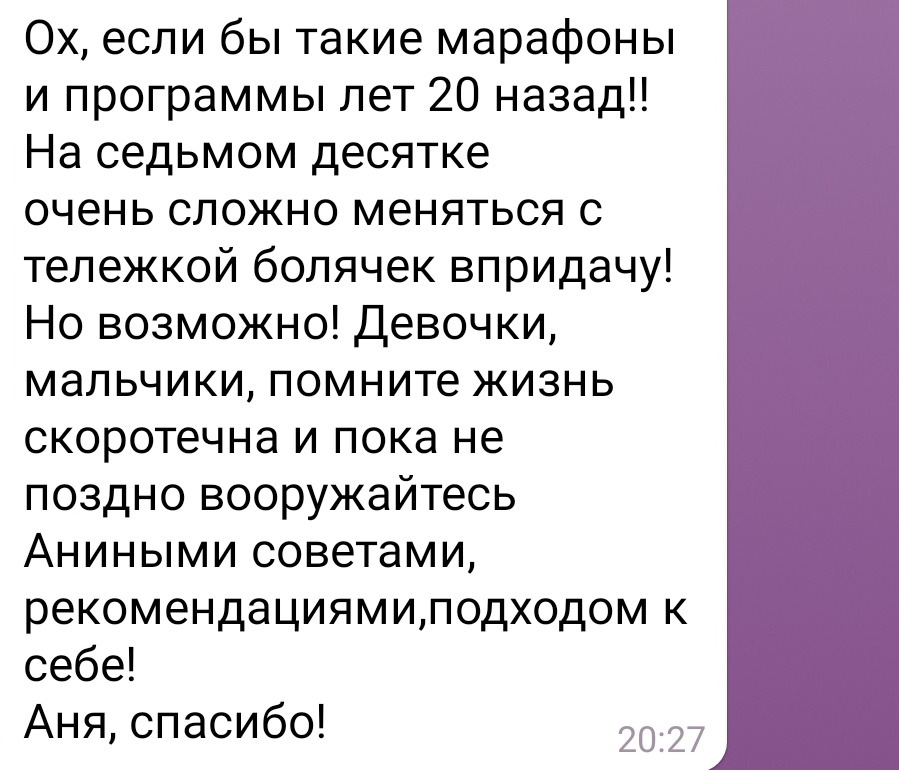 Ох, если бы такие марафоны
и программы лет 20 назад!!
На седьмом десятке
очень сложно меняться с
тележкой болячек впридачу!
Но возможно! Девочки,
мальчики, помните жизнь
скоротечна и пока не
поздно вооружайтесь
Аниными советами,
рекомендациями,подходом к
себе!
Аня, спасибо!
20:27